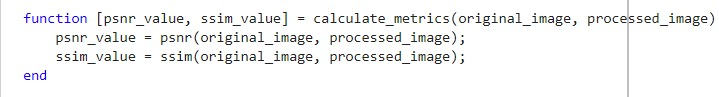 function [psnr_value, ssim_value] = calculate_metrics(original_image, processed_image)
    psnr_value = psnr(original_image, processed_image);
    ssim_value = ssim(original_image, processed_image);
end